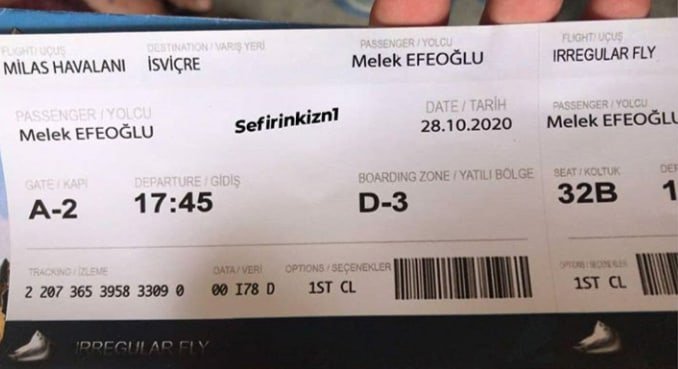 FLIGHT/ UÇUŞ
MİLAS HAVALANI
DESTINATION / VARIŞ YERİ
İSVİÇRE
PASSENGER / YOLCU
Melek EFEOĞLU
FLIGHT/ UÇUŞ
IRREGULAR FLY
PASSENGER / YOLCU
Melek EFEOĞLU
Sefirinkizn1
DATE / TARİH
28.10.2020
PASSENGER / YOLCU
Melek EFEOĞLU
GATE / KAPI
A-2
DEPARTURE / GİDİŞ
17:45
BOARDING ZONE / YATILI BÖLGE
D-3
SEAT / KOLTUK
32B
TRACKING / İZLEME
2 207 365 3958 3309 0
DATA / VERİ
00 I78 D
OPTIONS / SEÇENEKLER
1ST CL
OPTIONS / SEÇENEKLER
1ST CL
IRREGULAR FLY